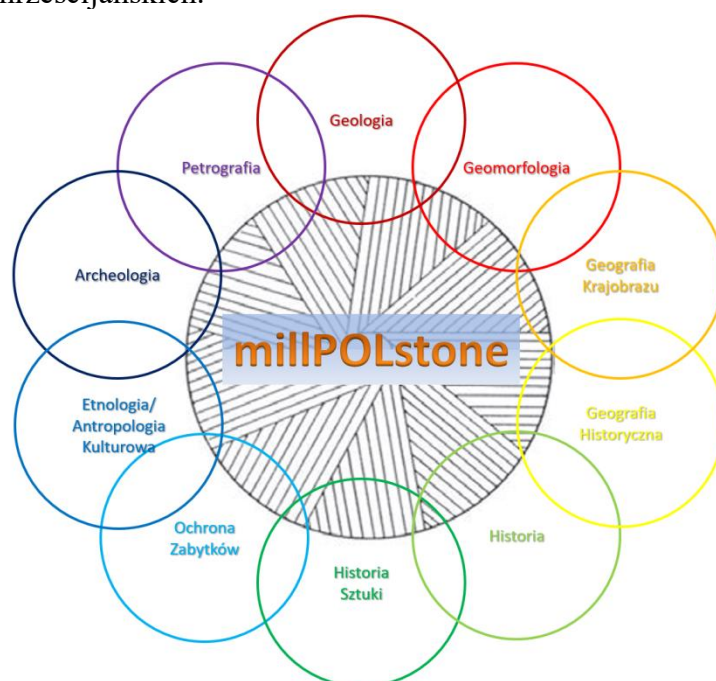 Geologia
Petrografia
Geomorfologia
Archeologia
Geografia
Krajobrazu
millPOLstone
Etnologia/
Antropologia
Kulturowa
Geografia
Historyczna
Ochrona
Zabytków
Historia
Historia
Sztuki